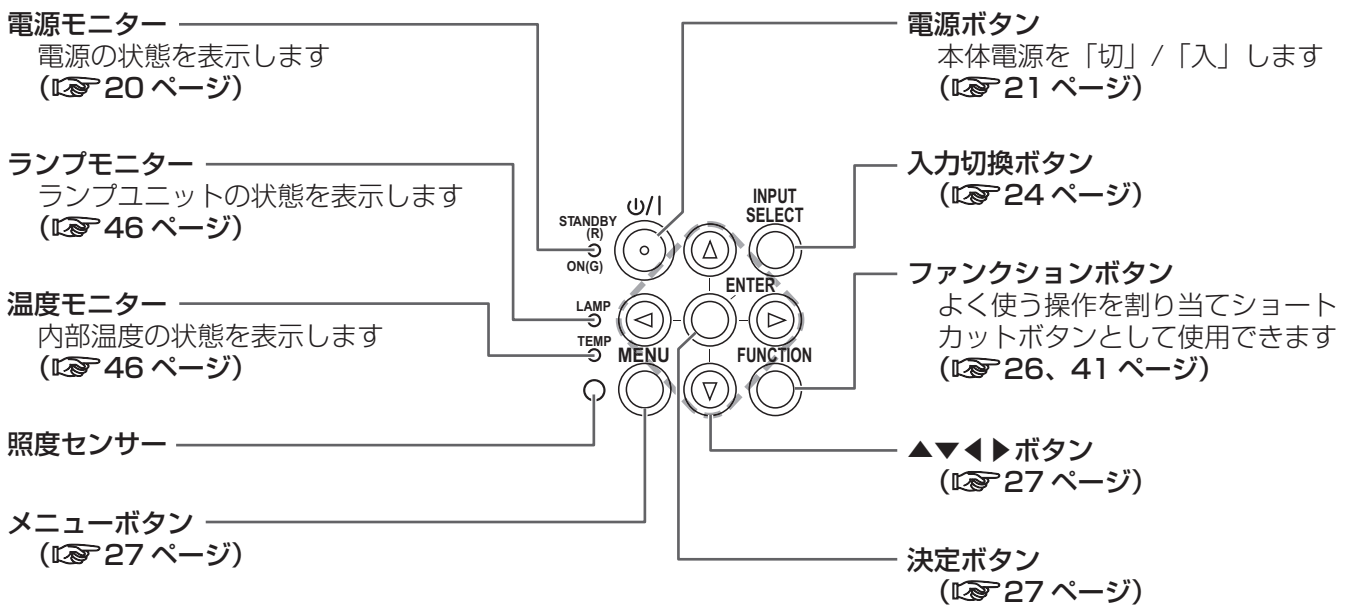 電源モニター
電源の状態を表示します
(☞20 ページ)
ランプモニター
ランプユニットの状態を表示します
(☞46 ページ)
温度モニター
内部温度の状態を表示します
(☞46 ページ)
照度センサー
メニューボタン
(☞27 ページ)
⏻/|
STANDBY
(R)
ON(G)
LAMP
TEMP
MENU
INPUT
SELECT
ENTER
FUNCTION
電源ボタン
本体電源を「切」/「入」します
(☞21 ページ)
入力切換ボタン
(☞24 ページ)
ファンクションボタン
よく使う操作を割り当てショート
カットボタンとして使用できます
(☞26、41 ページ)
▲▼◀▶ボタン
(☞27 ページ)
決定ボタン
(☞27 ページ)